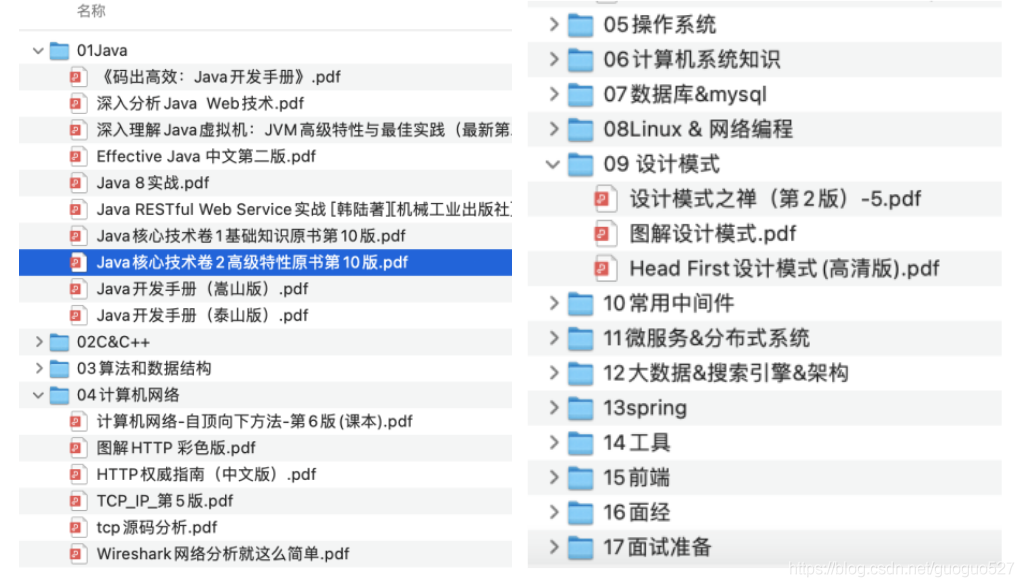 名称
01Java
《码出高效：Java开发手册》.pdf
深入分析Java Web技术.pdf
深入理解Java虚拟机：JVM高级特性与最佳实践（最新第
Effective Java 中文第二版.pdf
Java 8实战.pdf
Java RESTful Web Service实战 [韩陆著][机械工业出版社]
Java核心技术卷1基础知识原书第10版.pdf
Java核心技术卷2高级特性原书第10版.pdf
Java开发手册（嵩山版）.pdf
Java开发手册（泰山版）.pdf
02C&C++
03算法和数据结构
04计算机网络
计算机网络-自顶向下方法-第6版(课本).pdf
图解HTTP 彩色版.pdf
HTTP权威指南（中文版）.pdf
TCP_IP_第5版.pdf
tcp源码分析.pdf
Wireshark网络分析就这么简单.pdf
05操作系统
06计算机系统知识
07数据库&mysql
08Linux & 网络编程
09 设计模式
设计模式之禅（第2版）-5.pdf
图解设计模式.pdf
Head First设计模式(高清版).pdf
10常用中间件
11微服务&分布式系统
12大数据&搜索引擎&架构
13spring
14工具
15前端
16面经
17面试准备
https://blog.csdn.net/guoguo527